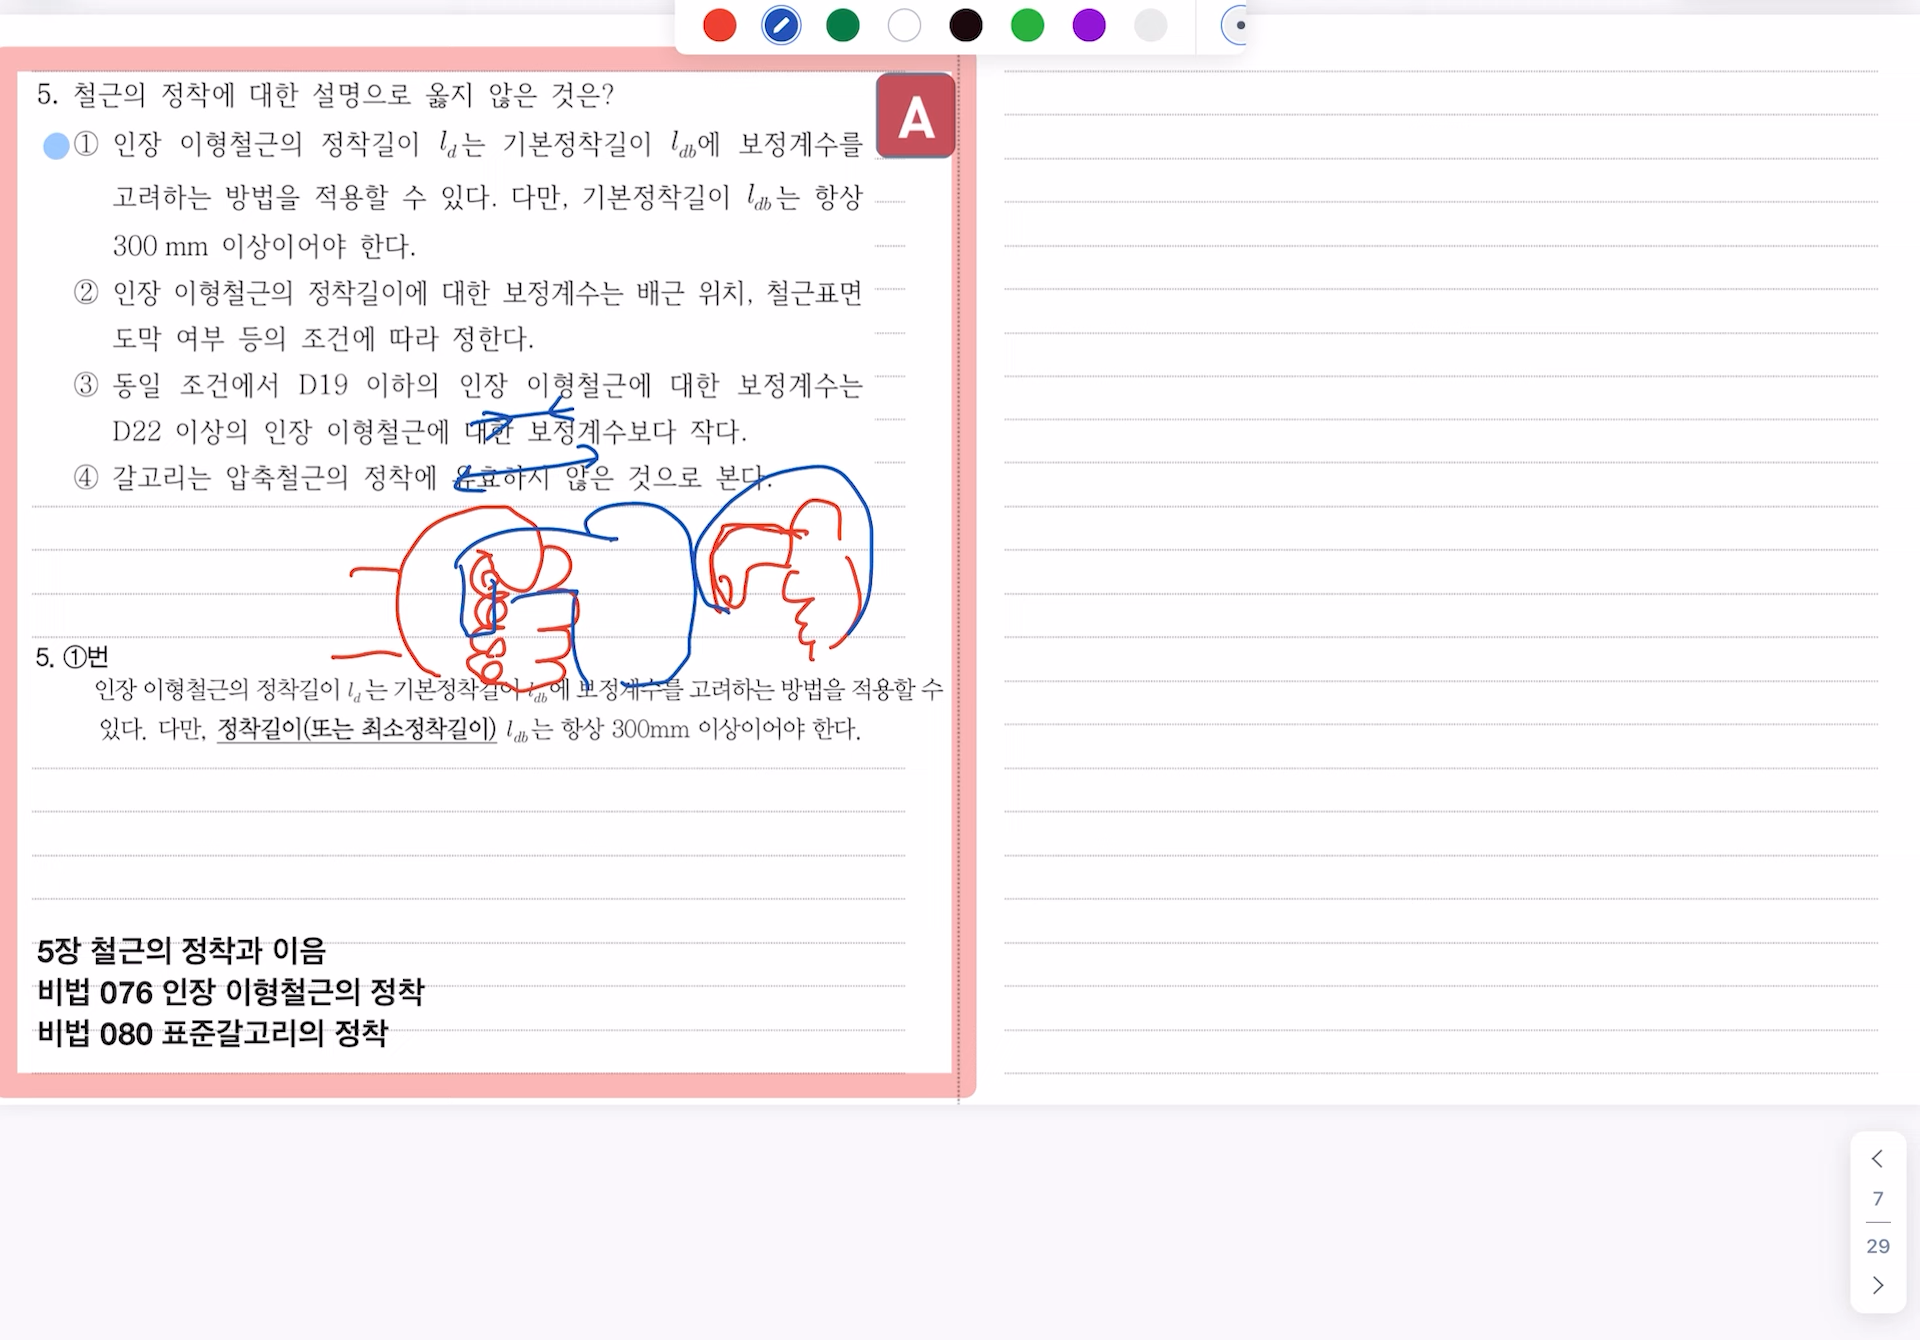 5. 철근의 정착에 대한 설명으로 옳지 않은 것은?
A
① 인장 이형철근의 정착길이 l_d는 기본정착길이 l_db에 보정계수를
고려하는 방법을 적용할 수 있다. 다만, 기본정착길이 l_db는 항상
300 mm 이상이어야 한다.
② 인장 이형철근의 정착길이에 대한 보정계수는 배근 위치, 철근표면
도막 여부 등의 조건에 따라 정한다.
③ 동일 조건에서 D19 이하의 인장 이형철근에 대한 보정계수는
D22 이상의 인장 이형철근에 대한 보정계수보다 작다.
④ 갈고리는 압축철근의 정착에 유효하지 않은 것으로 본다.
5. ①번
인장 이형철근의 정착길이 l_d는 기본정착길이 l_db에 보정계수를 고려하는 방법을 적용할 수
있다. 다만, 정착길이(또는 최소정착길이) l_db는 항상 300mm 이상이어야 한다.
5장 철근의 정착과 이음
비법 076 인장 이형철근의 정착
비법 080 표준갈고리의 정착
7
29